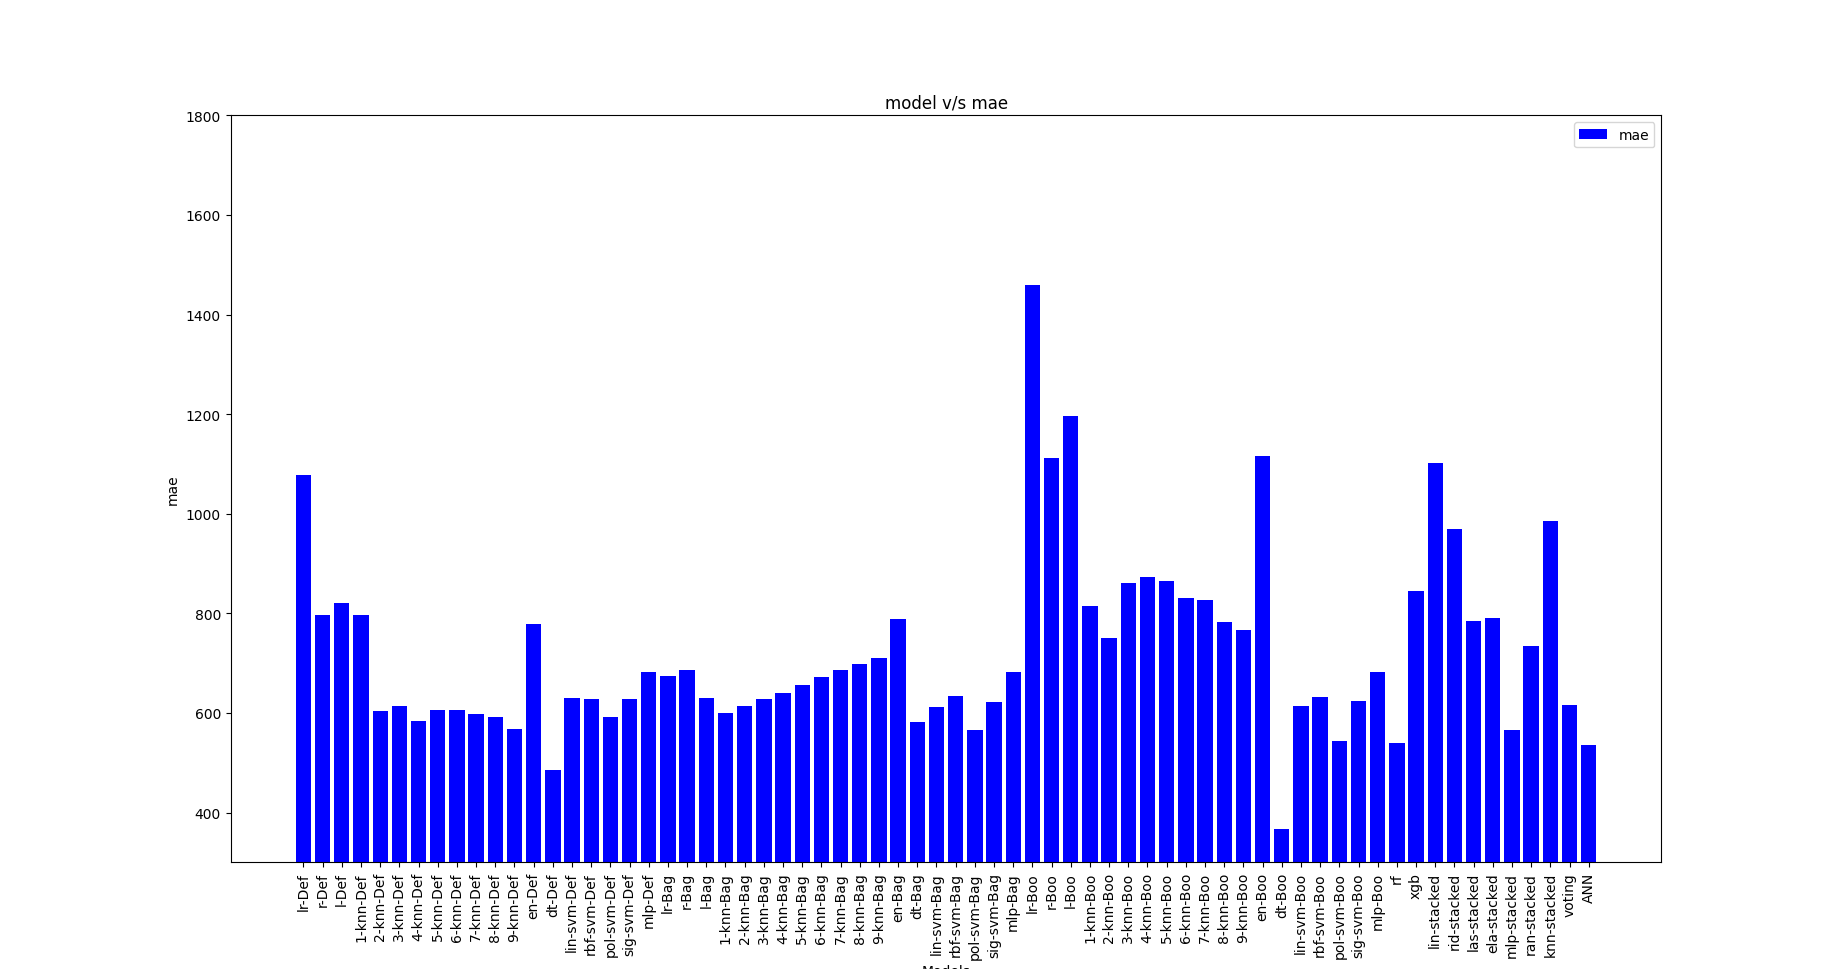 model v/s mae
mae
1800
1600
1400
1200
1000
800
600
400
mae
lr-Def
r-Def
l-Def
1-knn-Def
2-knn-Def
3-knn-Def
4-knn-Def
5-knn-Def
6-knn-Def
7-knn-Def
8-knn-Def
9-knn-Def
en-Def
dt-Def
lin-svm-Def
rbf-svm-Def
pol-svm-Def
sig-svm-Def
mlp-Def
lr-Bag
r-Bag
l-Bag
1-knn-Bag
2-knn-Bag
3-knn-Bag
4-knn-Bag
5-knn-Bag
6-knn-Bag
7-knn-Bag
8-knn-Bag
9-knn-Bag
en-Bag
dt-Bag
lin-svm-Bag
rbf-svm-Bag
pol-svm-Bag
sig-svm-Bag
mlp-Bag
lr-Boo
r-Boo
l-Boo
1-knn-Boo
2-knn-Boo
3-knn-Boo
4-knn-Boo
5-knn-Boo
6-knn-Boo
7-knn-Boo
8-knn-Boo
9-knn-Boo
en-Boo
dt-Boo
lin-svm-Boo
rbf-svm-Boo
pol-svm-Boo
sig-svm-Boo
mlp-Boo
rf
xgb
lin-stacked
rid-stacked
las-stacked
ela-stacked
mlp-stacked
ran-stacked
knn-stacked
voting
ANN
Models